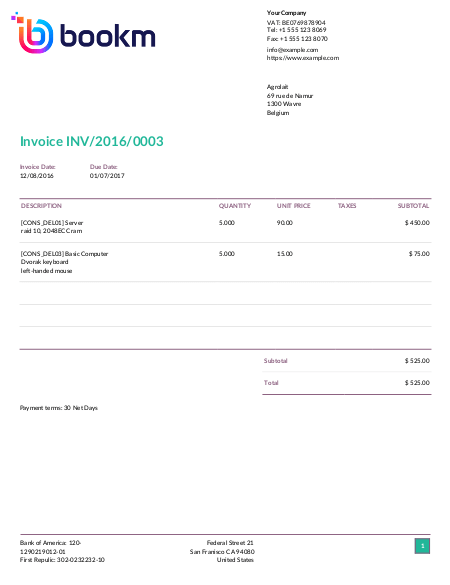 bookm
YourCompany
VAT: BE0769878904
Tel: +1 555 123 8069
Fax: +1 555 123 8070
info@example.com
https://www.example.com
Agrolait
69 rue de Namur
1300 Wavre
Belgium
Invoice INV/2016/0003
Invoice Date: Due Date:
12/08/2016 01/07/2017
DESCRIPTION QUANTITY UNIT PRICE TAXES SUBTOTAL
[CONS_DEL01] Server 5.000 90.00 $ 450.00
raid 10, 2048ECC ram
[CONS_DEL03] Basic Computer 5.000 15.00 $ 75.00
Dvorak keyboard
left-handed mouse
Subtotal $ 525.00
Total $ 525.00
Payment terms: 30 Net Days
Bank of America: 120- Federal Street 21 1
1290219012-01 San Franisco CA 94080
First Repulic: 302-0232232-10 United States